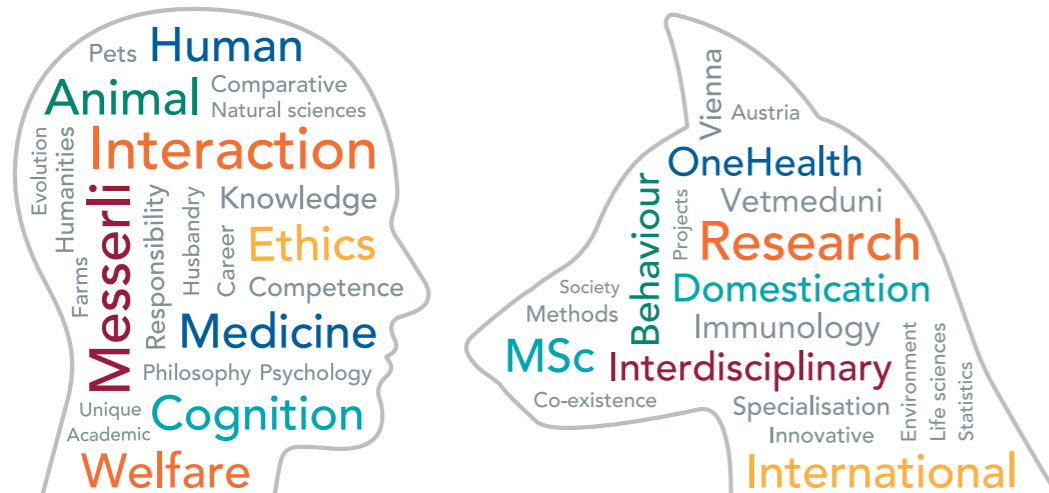 Pets
Human
Animal
Comparative
Natural sciences
Evolution
Humanities
Interaction
Messerli
Responsibility
Husbandry
Knowledge
Career
Ethics
Farms
Competence
Medicine
Philosophy
Psychology
Unique
Cognition
Academic
Welfare
Vienna
Austria
OneHealth
Behaviour
Projects
Vetmeduni
Research
Society
Domestication
Methods
Immunology
MSc
Interdisciplinary
Co-existence
Specialisation
Innovative
Environment
Life sciences
Statistics
International